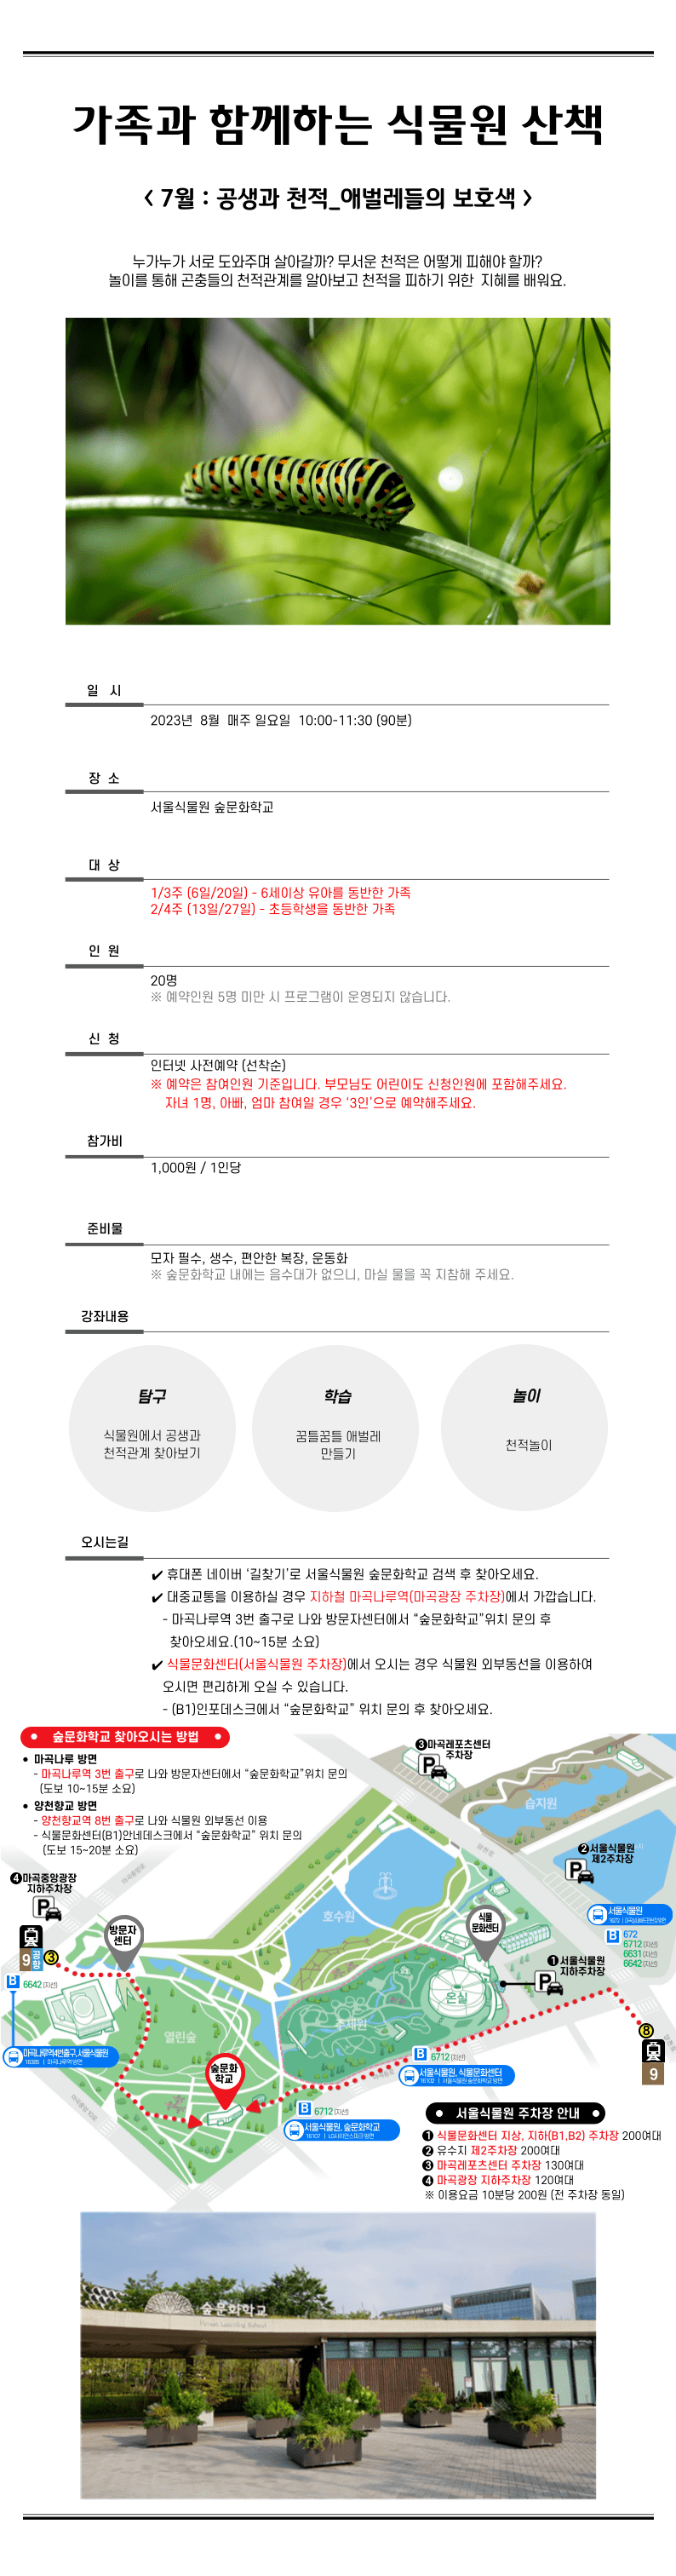 가족과 함께하는 식물원 산책
< 7월 : 공생과 천적_애벌레들의 보호색 >
누가누가 서로 도와주며 살아갈까? 무서운 천적은 어떻게 피해야 할까?
놀이를 통해 곤충들의 천적관계를 알아보고 천적을 피하기 위한 지혜를 배워요.
일 시
2023년 8월 매주 일요일 10:00-11:30 (90분)
장 소
서울식물원 숲문화학교
대 상
1/3주 (6일/20일) - 6세이상 유아를 동반한 가족
2/4주 (13일/27일) - 초등학생을 동반한 가족
인 원
20명
※ 예약인원 5명 미만 시 프로그램이 운영되지 않습니다.
신 청
인터넷 사전예약 (선착순)
※ 예약은 참여인원 기준입니다. 부모님도 어린이도 신청인원에 포함해주세요.
자녀 1명, 아빠, 엄마 참여일 경우 '3인'으로 예약해주세요.
참가비
1,000원 / 1인당
준비물
모자 필수, 생수, 편안한 복장, 운동화
※ 숲문화학교 내에는 음수대가 없으니, 마실 물을 꼭 지참해 주세요.
강좌내용
탐구
식물원에서 공생과
천적관계 찾아보기
학습
꿈틀꿈틀 애벌레
만들기
놀이
천적놀이
오시는길
✔ 휴대폰 네이버 '길찾기'로 서울식물원 숲문화학교 검색 후 찾아오세요.
✔ 대중교통을 이용하실 경우 지하철 마곡나루역(마곡광장 주차장)에서 가깝습니다.
- 마곡나루역 3번 출구로 나와 방문자센터에서 “숲문화학교”위치 문의 후
찾아오세요.(10~15분 소요)
✔ 식물문화센터(서울식물원 주차장)에서 오시는 경우 식물원 외부동선을 이용하여
오시면 편리하게 오실 수 있습니다.
- (B1)인포데스크에서 “숲문화학교” 위치 문의 후 찾아오세요.
● 숲문화학교 찾아오시는 방법 ●
● 마곡나루 방면
- 마곡나루역 3번 출구로 나와 방문자센터에서 “숲문화학교”위치 문의
(도보 10~15분 소요)
● 양천향교 방면
- 양천향교역 8번 출구로 나와 식물원 외부동선 이용
- 식물문화센터(B1)안네데스크에서 “숲문화학교” 위치 문의
(도보 15~20분 소요)
❸마곡레포츠센터
주차장
P
습지원
❷서울식물원
제2주차장
P
❹마곡중앙광장
지하주차장
P
호수원
방문자
센터
식물
문화센터
서울식물원
B 672
6712 (지선)
6631 (지선)
6642 (지선)
9 공항 3
❶서울식물원
지하주차장
P
B 6642 (지선)
온실
주제원
열린숲
8
9
마곡나루역4번출구,서울식물원
숲문화
학교
B 6712 (지선)
서울식물원, 식물문화센터
B 6712 (지선)
서울식물원, 숲문화학교
● 서울식물원 주차장 안내 ●
❶ 식물문화센터 지상, 지하(B1,B2) 주차장 200여대
❷ 유수지 제2주차장 200여대
❸ 마곡레포츠센터 주차장 130여대
❹ 마곡광장 지하주차장 120여대
※ 이용요금 10분당 200원 (전 주차장 동일)
숲문화학교